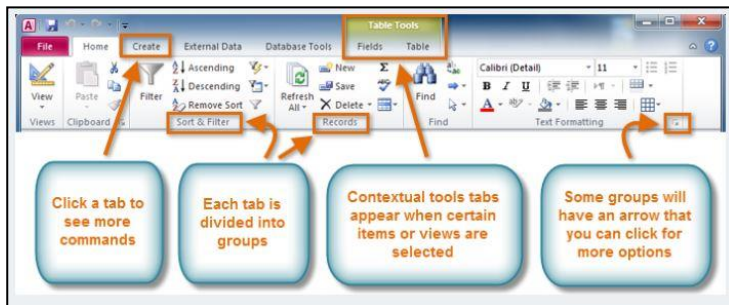 Table Tools
File Home Create External Data Database Tools Fields Table
View
Paste
Filter
Ascending
Descending
Remove Sort
Refresh
All
New
Save
Delete
Σ
Find
Calibri (Detail) 11
B I U
A
Views Clipboard Sort & Filter Records Find Text Formatting
Click a tab to
see more
commands
Each tab is
divided into
groups
Contextual tools tabs
appear when certain
items or views are
selected
Some groups will
have an arrow that
you can click for
more options